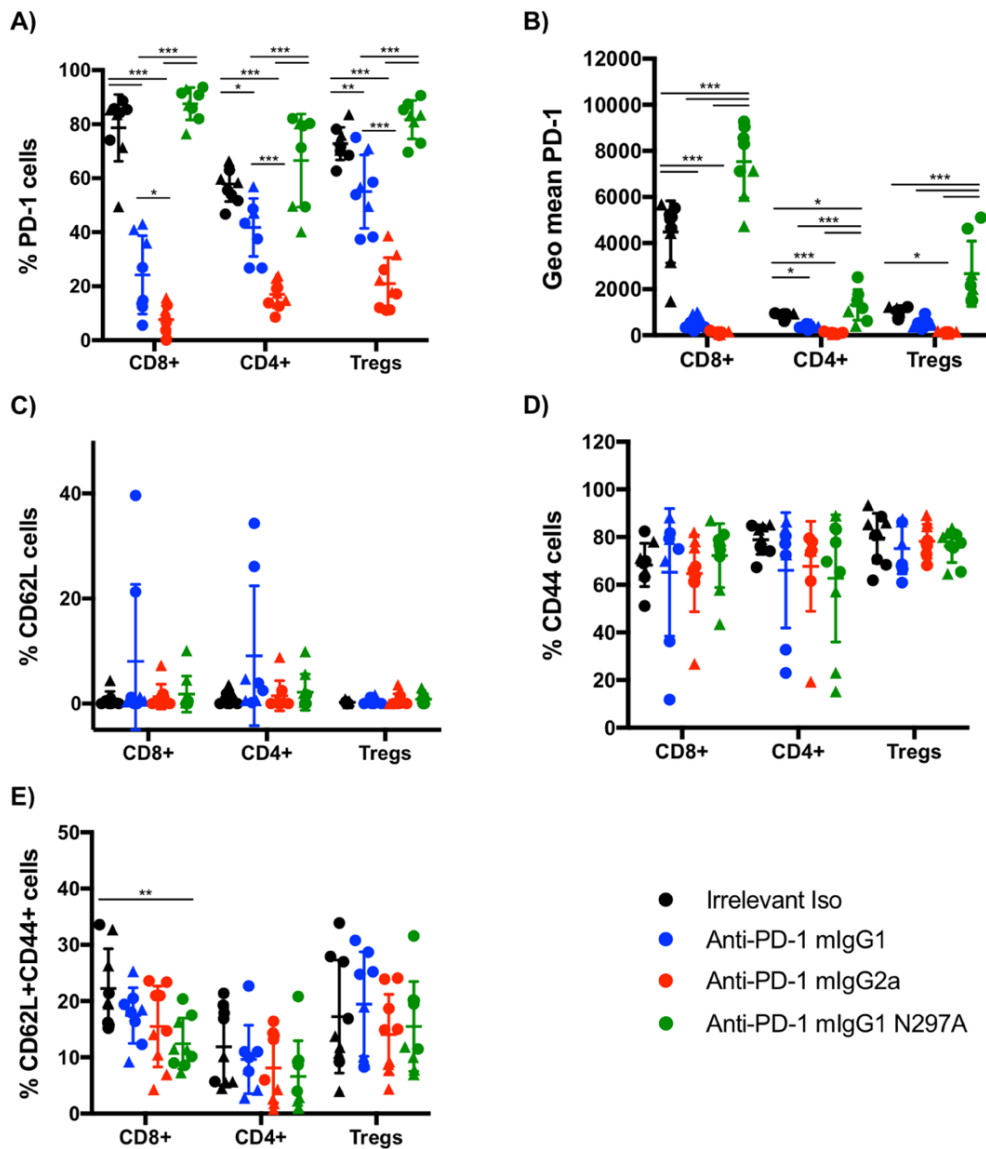 A)
*** *** ***
*** *** ***
* **
*** ***
*
% PD-1 cells
100
80
60
40
20
0
CD8+ CD4+ Tregs
B)
Geo mean PD-1
12000
10000
8000
6000
4000
2000
0
***
***
*
***
***
*
***
*
CD8+ CD4+ Tregs
C)
% CD62L cells
40
20
0
CD8+ CD4+ Tregs
D)
% CD44 cells
120
100
80
60
40
20
0
CD8+ CD4+ Tregs
E)
% CD62L+CD44+ cells
50
40
30
20
10
0
**
CD8+ CD4+ Tregs
Irrelevant Iso
Anti-PD-1 mIgG1
Anti-PD-1 mIgG2a
Anti-PD-1 mIgG1 N297A